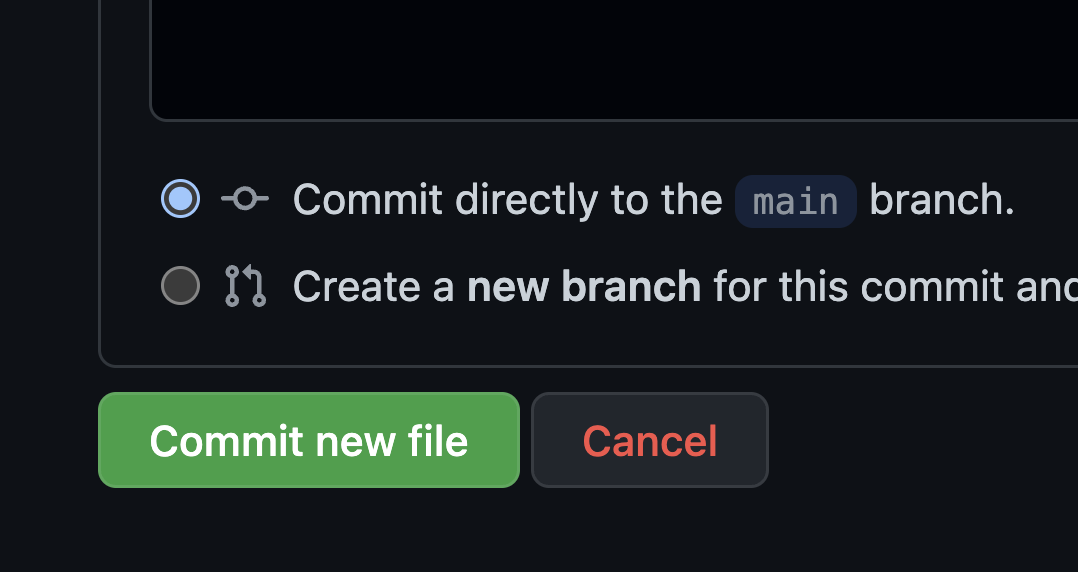 Commit directly to the main branch.
Create a new branch for this commit and
Commit new file
Cancel